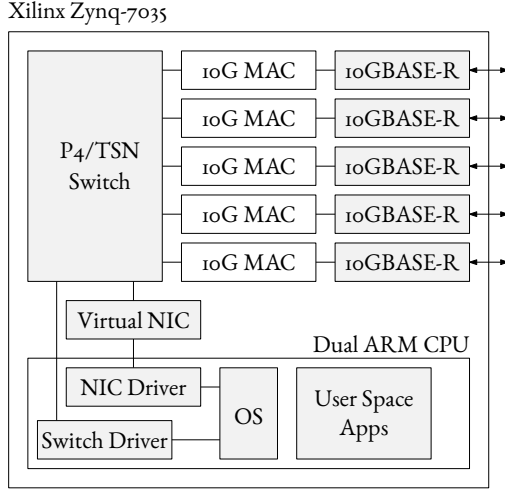 Xilinx Zynq-7035
P4/TSN
Switch
10G MAC
10GBASE-R
10G MAC
10GBASE-R
10G MAC
10GBASE-R
10G MAC
10GBASE-R
10G MAC
10GBASE-R
Virtual NIC
Dual ARM CPU
NIC Driver
Switch Driver
OS
User Space
Apps